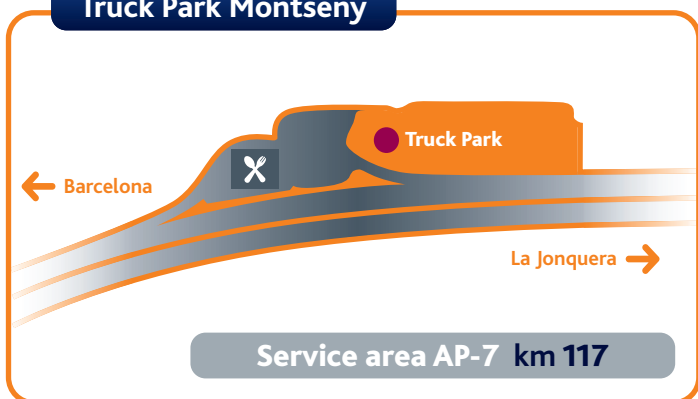 Truck Park Montseny
Truck Park
Barcelona
La Jonquera
Service area AP-7 km 117